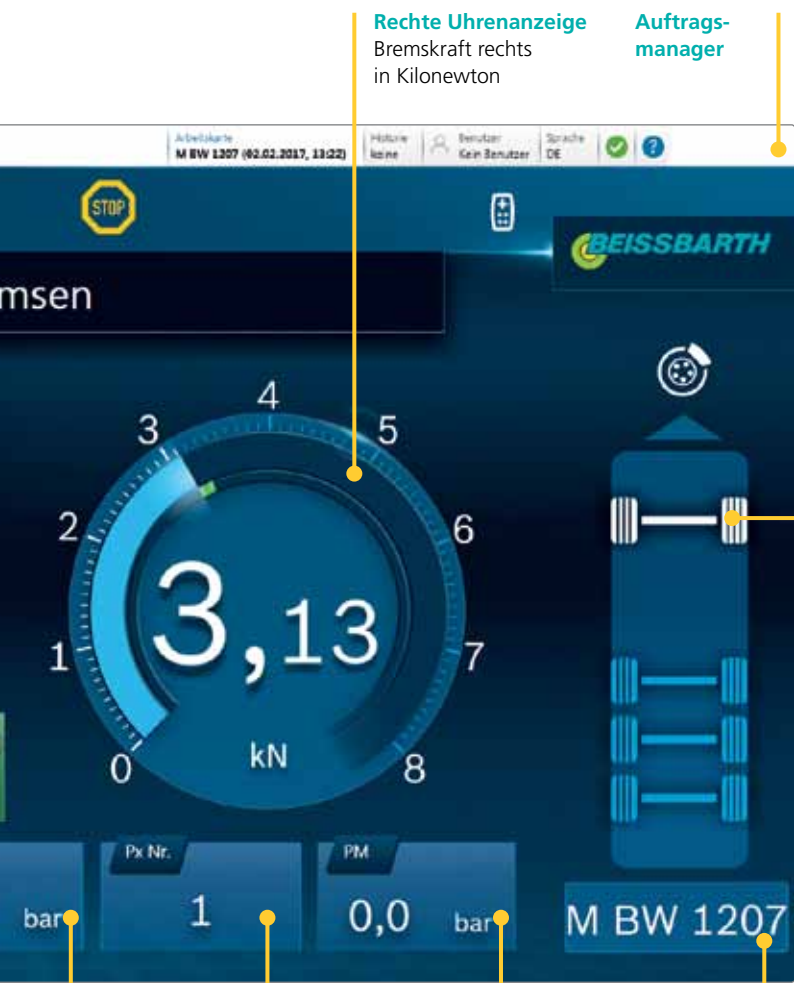 Rechte Uhrenanzeige
Bremskraft rechts
in Kilonewton
Auftrags-
manager
Arbeitskarte
M BW 1207 (02.02.2017, 13:22)
Historie
keine
Benutzer
Kein Benutzer
Sprache
DE
?
STOP
BEISSBARTH
msen
0
1
2
3
4
5
6
7
8
3,13
kN
bar
Px Nr.
1
PM
0,0 bar
M BW 1207